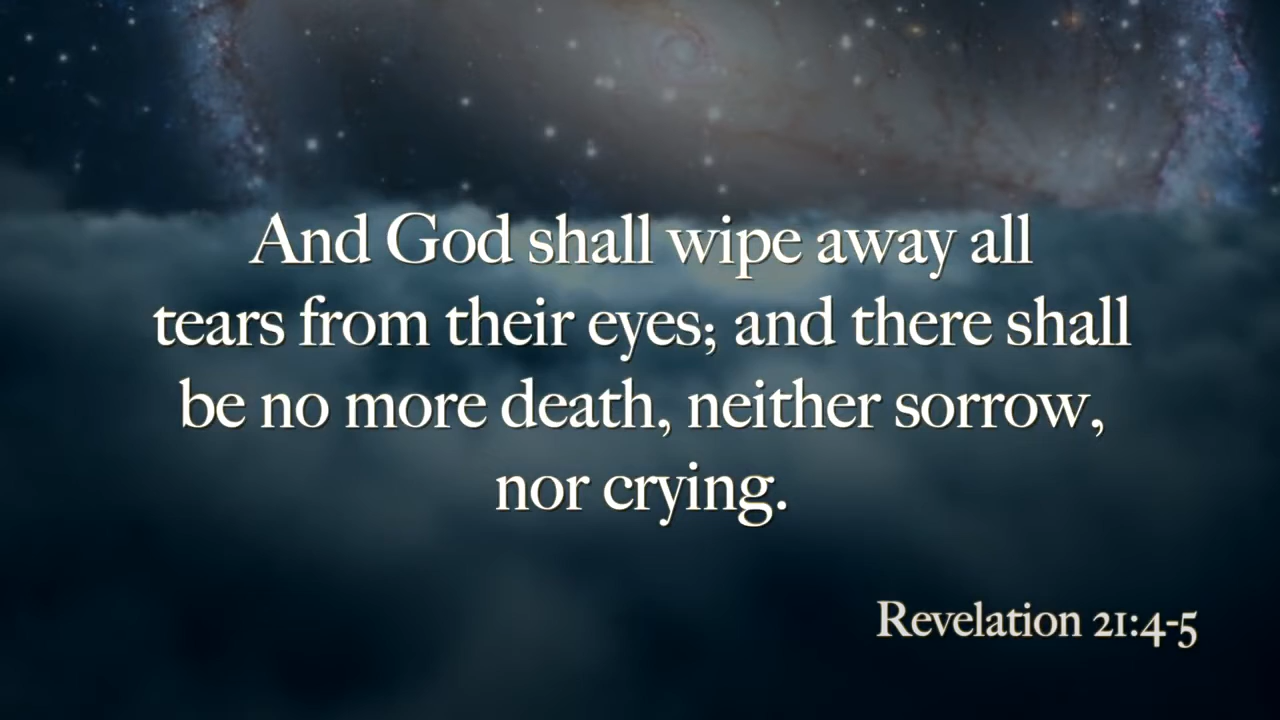 And God shall wipe away all
tears from their eyes; and there shall
be no more death, neither sorrow,
nor crying.
Revelation 21:4-5